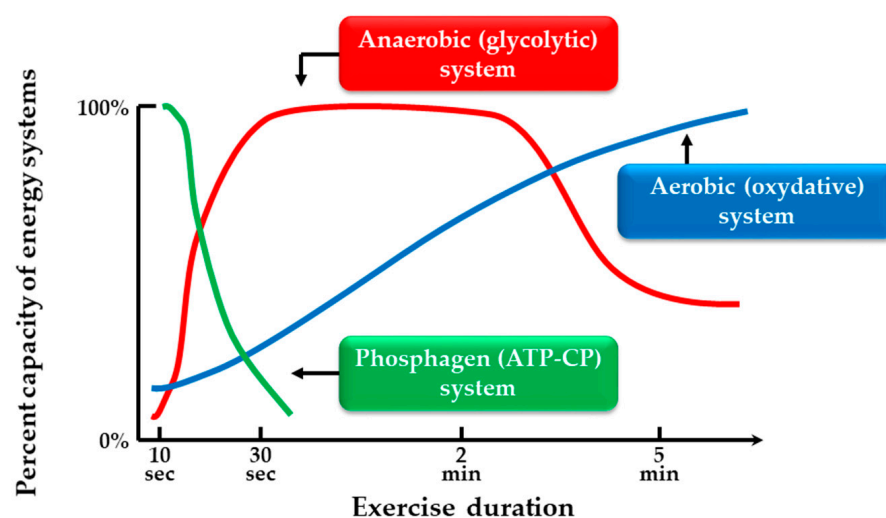 Anaerobic (glycolytic)
system
100%
Aerobic (oxydative)
system
Phosphagen (ATP-CP)
system
0%
10
sec
30
sec
2
min
5
min
Exercise duration
Percent capacity of energy systems